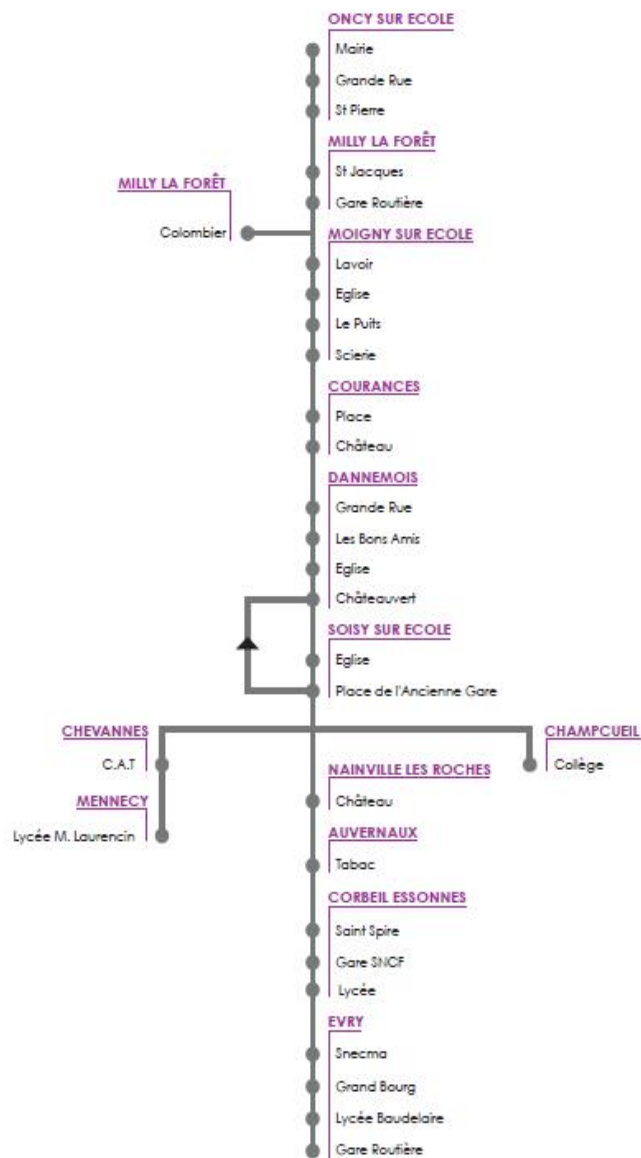 ONCY SUR ECOLE
Mairie
Grande Rue
St Pierre
MILLY LA FORÊT
St Jacques
Gare Routière
MILLY LA FORÊT
Colombier
MOIGNY SUR ECOLE
Lavoir
Eglise
Le Puits
Scierie
COURANCES
Place
Château
DANNEMOIS
Grande Rue
Les Bons Amis
Eglise
Châteauvert
SOISY SUR ECOLE
Eglise
Place de l'Ancienne Gare
CHEVANNES
C.A.T
MENNECY
Lycée M. Laurencin
CHAMPCUEIL
Collège
NAINVILLE LES ROCHES
Château
AUVERNAUX
Tabac
CORBEIL ESSONNES
Saint Spire
Gare SNCF
Lycée
EVRY
Snecma
Grand Bourg
Lycée Baudelaire
Gare Routière